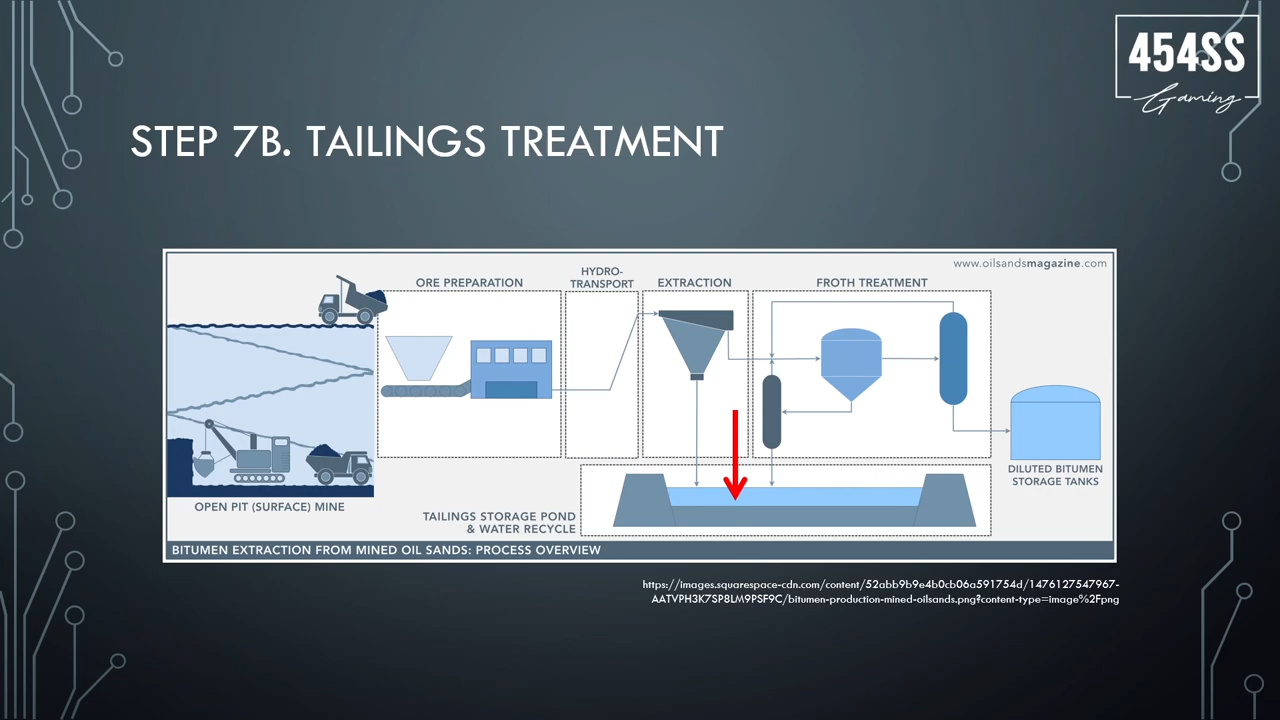 454SS
Gaming
STEP 7B. TAILINGS TREATMENT
www.oilsandsmagazine.com
ORE PREPARATION
HYDRO-
TRANSPORT
EXTRACTION
FROTH TREATMENT
OPEN PIT (SURFACE) MINE
DILUTED BITUMEN
STORAGE TANKS
TAILINGS STORAGE POND
& WATER RECYCLE
BITUMEN EXTRACTION FROM MINED OIL SANDS: PROCESS OVERVIEW
https://images.squarespace-cdn.com/content/52abb9b9e4b0cb06a591754d/1476127547967-
AATVPH3K7SP8LM9PSF9C/bitumen-production-mined-oilsands.png?content-type=image%2Fpng